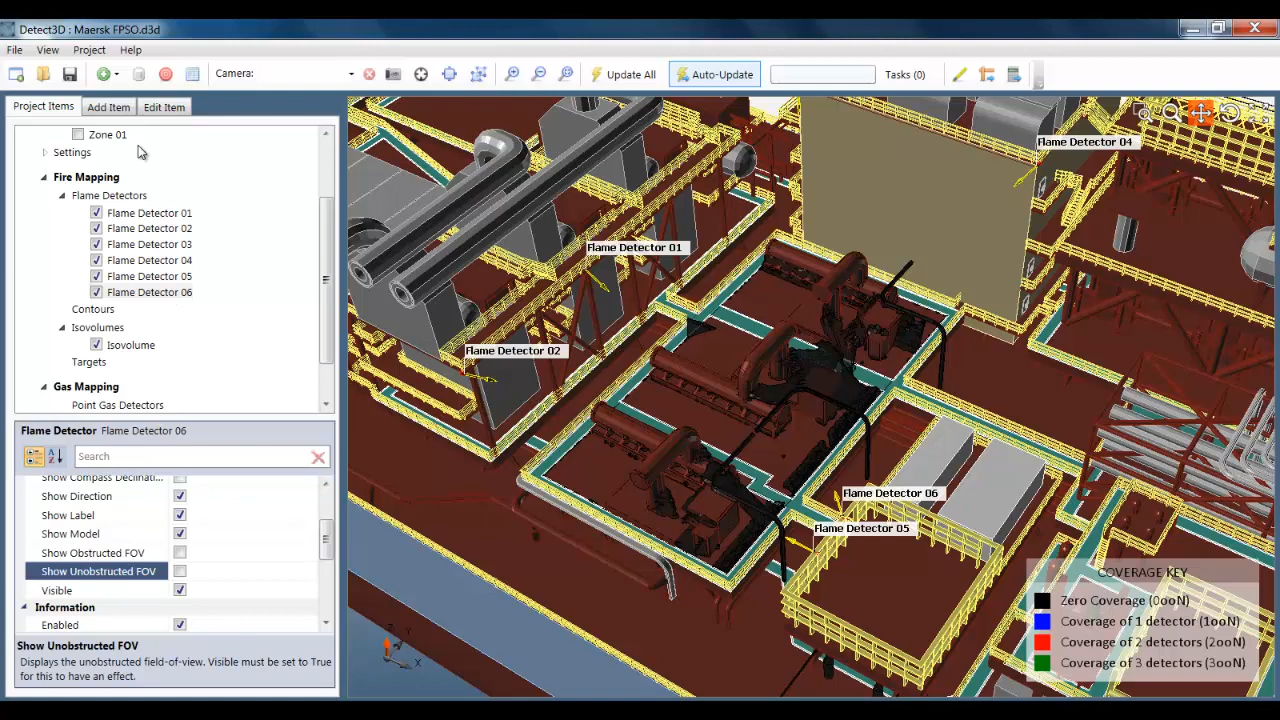 Detect3D : Maersk FPSO.d3d
File View Project Help
Camera: Update All Auto-Update Tasks (0)
Project Items Add Item Edit Item
Zone 01
Settings
Fire Mapping
Flame Detectors
Flame Detector 01
Flame Detector 02
Flame Detector 03
Flame Detector 04
Flame Detector 05
Flame Detector 06
Contours
Isovolumes
Isovolume
Targets
Gas Mapping
Point Gas Detectors
Flame Detector Flame Detector 06
Search
Show Compass Declinati...
Show Direction
Show Label
Show Model
Show Obstructed FOV
Show Unobstructed FOV
Visible
Information
Enabled
Show Unobstructed FOV
Displays the unobstructed field-of-view. Visible must be set to True
for this to have an effect.
Flame Detector 04
Flame Detector 01
Flame Detector 02
Flame Detector 06
Flame Detector 05
COVERAGE KEY
Zero Coverage (0ooN)
Coverage of 1 detector (1ooN)
Coverage of 2 detectors (2ooN)
Coverage of 3 detectors (3ooN)
Z
Y
X